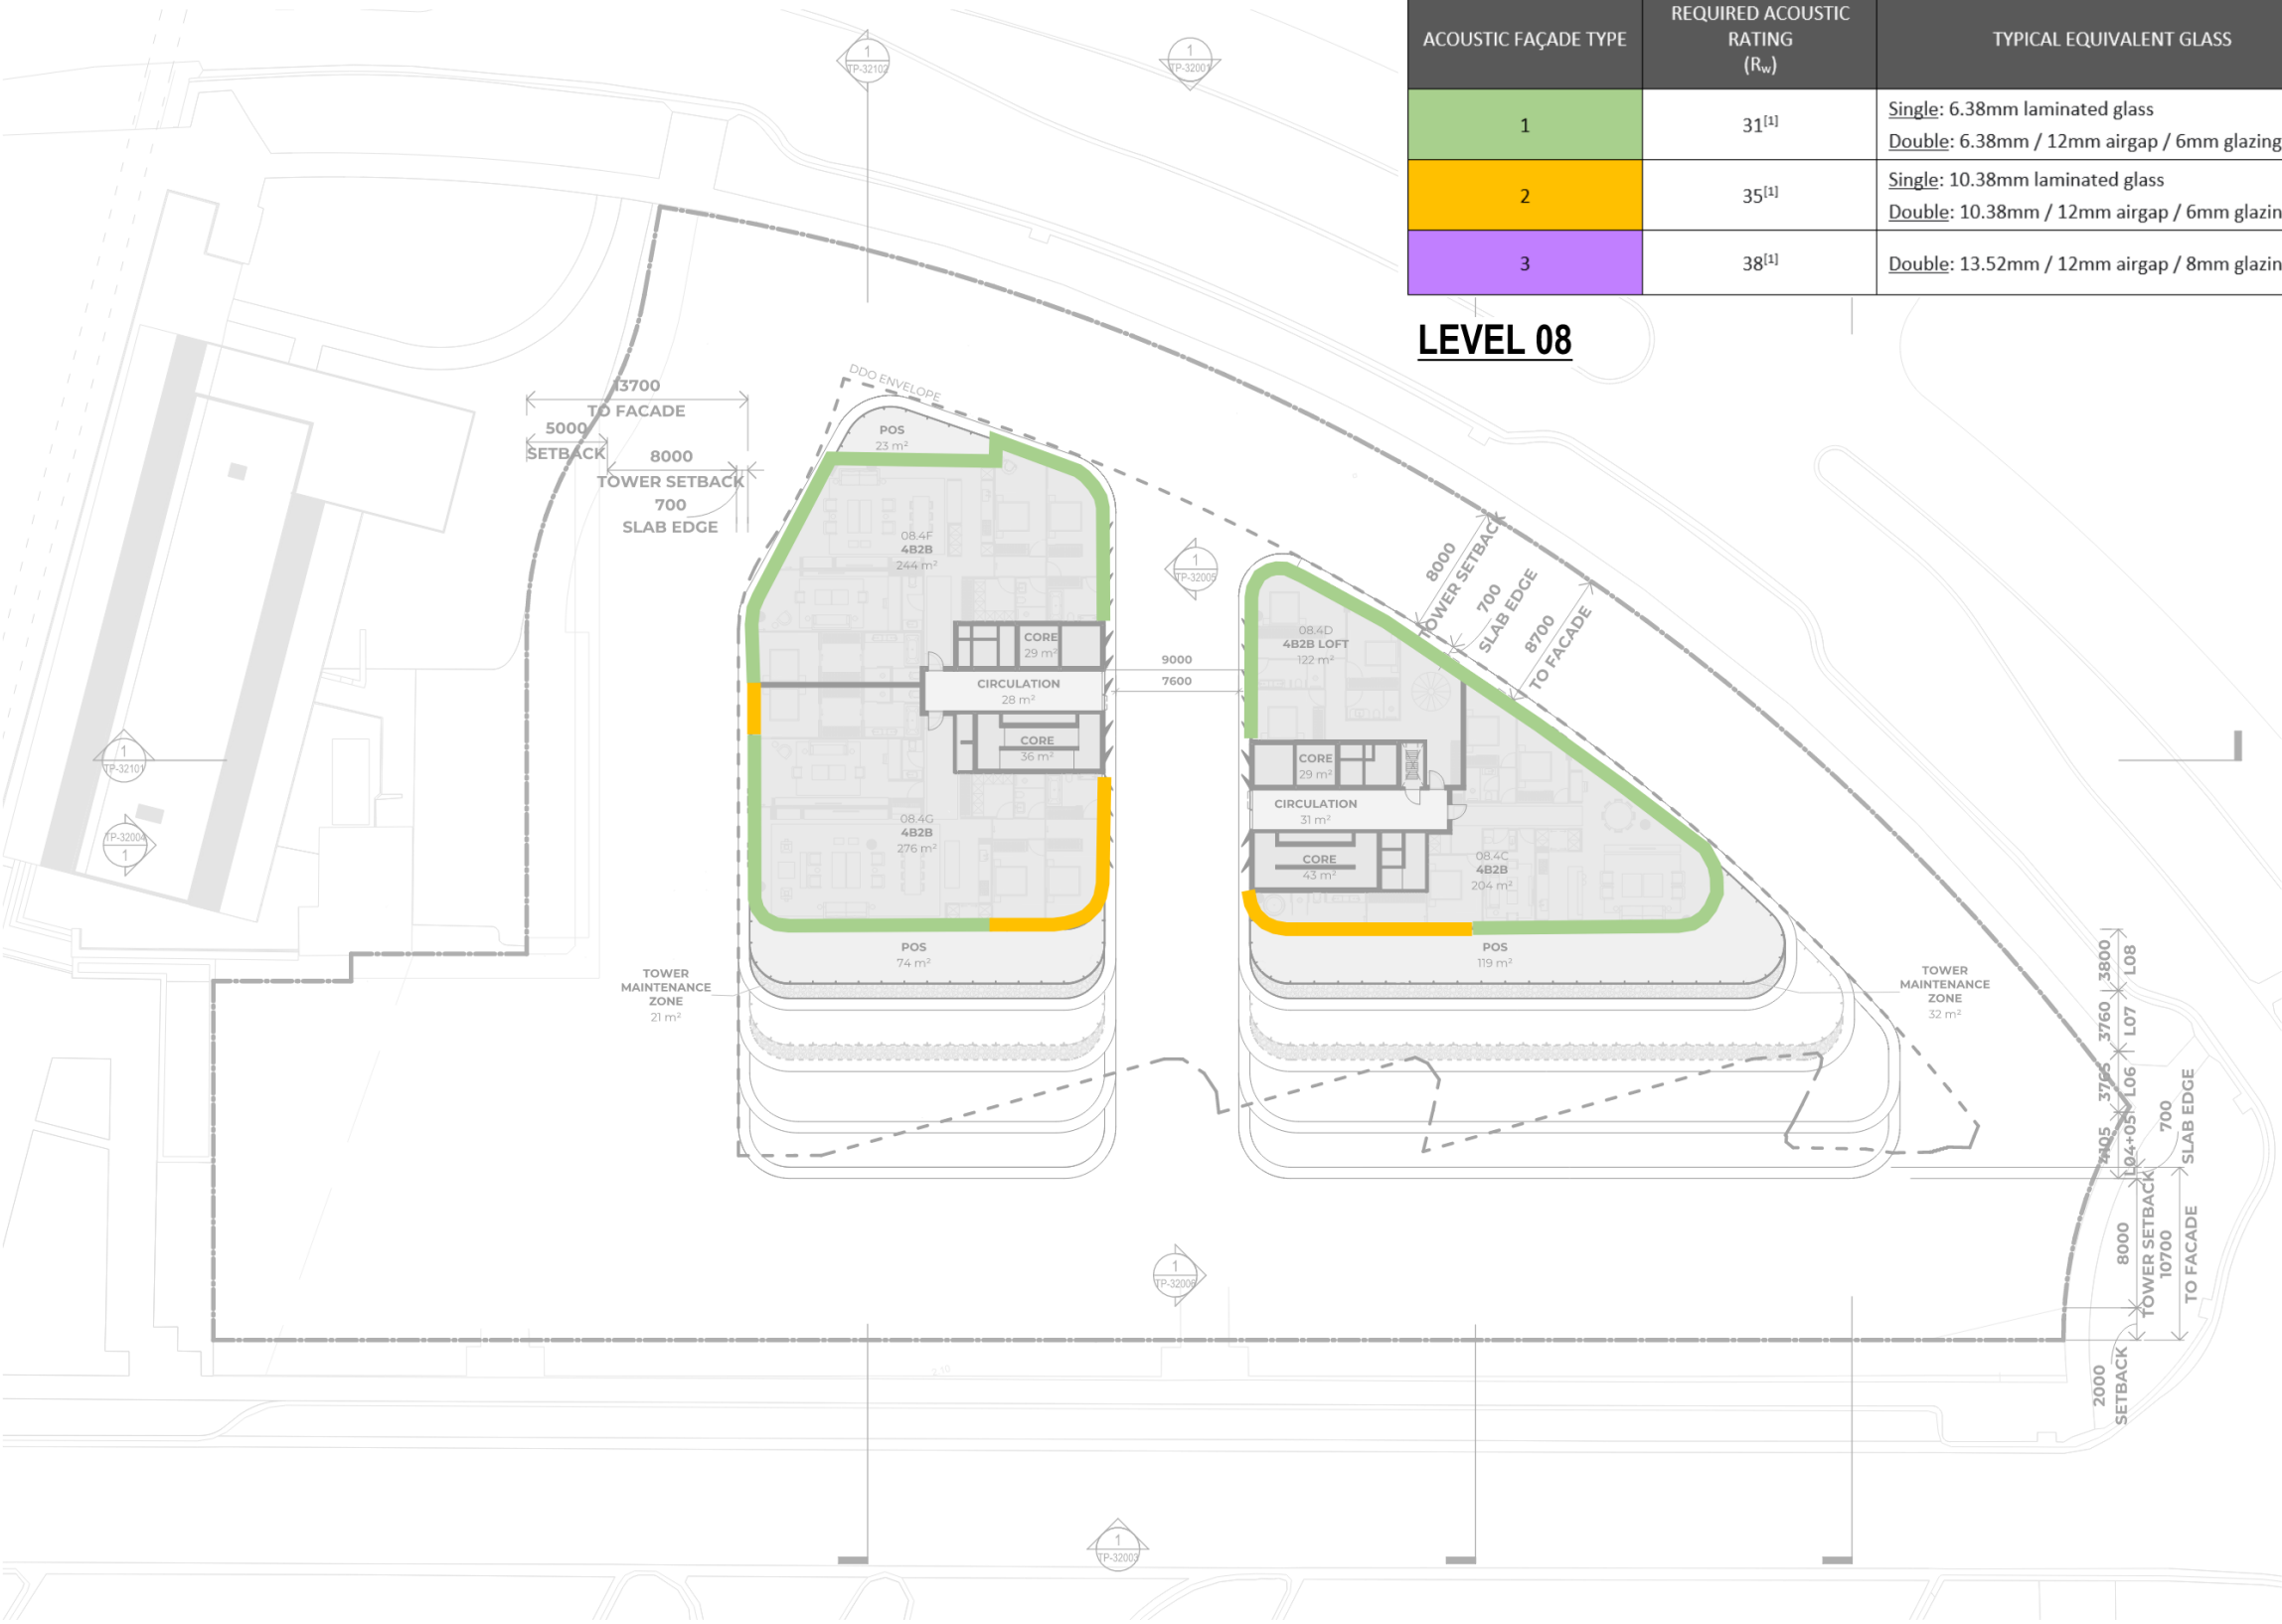 ACOUSTIC FAÇADE TYPE
REQUIRED ACOUSTIC
RATING
(Rw)
TYPICAL EQUIVALENT GLASS
1
31[1]
Single: 6.38mm laminated glass
Double: 6.38mm / 12mm airgap / 6mm glazing
2
35[1]
Single: 10.38mm laminated glass
Double: 10.38mm / 12mm airgap / 6mm glazin
3
38[1]
Double: 13.52mm / 12mm airgap / 8mm glazin
LEVEL 08
1
TP-32102
1
TP-32001
DDO ENVELOPE
13700
TO FACADE
5000
SETBACK
8000
TOWER SETBACK
700
SLAB EDGE
POS
23 m²
08.4F
4B2B
244 m²
CORE
29 m²
CIRCULATION
28 m²
CORE
36 m²
08.4G
4B2B
276 m²
POS
74 m²
TOWER
MAINTENANCE
ZONE
21 m²
1
TP-32005
9000
7600
8000
TOWER SETBACK
700
SLAB EDGE
8700
TO FACADE
08.4D
4B2B LOFT
122 m²
CORE
29 m²
CIRCULATION
31 m²
CORE
43 m²
08.4C
4B2B
204 m²
POS
119 m²
TOWER
MAINTENANCE
ZONE
32 m²
1
TP-32101
TP-32004
1
3800
L08
3760
L07
3765
L06
4105
L04+05
700
SLAB EDGE
8000
TOWER SETBACK
10700
TO FACADE
2000
SETBACK
1
TP-32006
2.10
1
TP-32003